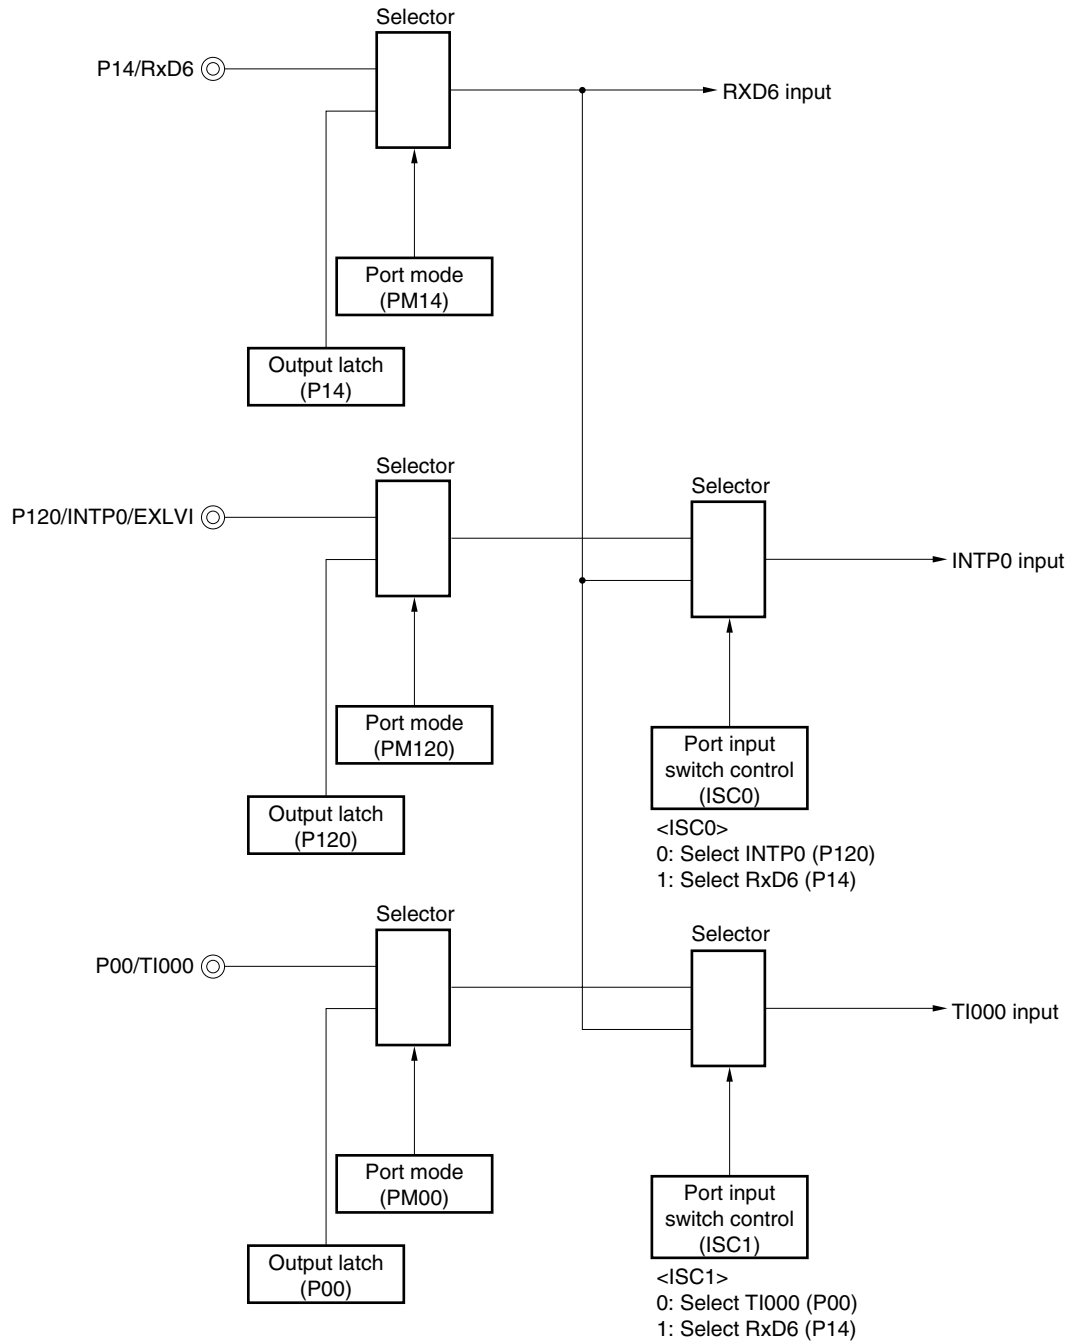 Selector
P14/RxD6
RXD6 input
Port mode
(PM14)
Output latch
(P14)
Selector
P120/INTP0/EXLVI
Selector
INTP0 input
Port mode
(PM120)
Output latch
(P120)
Port input
switch control
(ISC0)
<ISC0>
0: Select INTP0 (P120)
1: Select RxD6 (P14)
Selector
P00/TI000
Selector
TI000 input
Port mode
(PM00)
Output latch
(P00)
Port input
switch control
(ISC1)
<ISC1>
0: Select TI000 (P00)
1: Select RxD6 (P14)